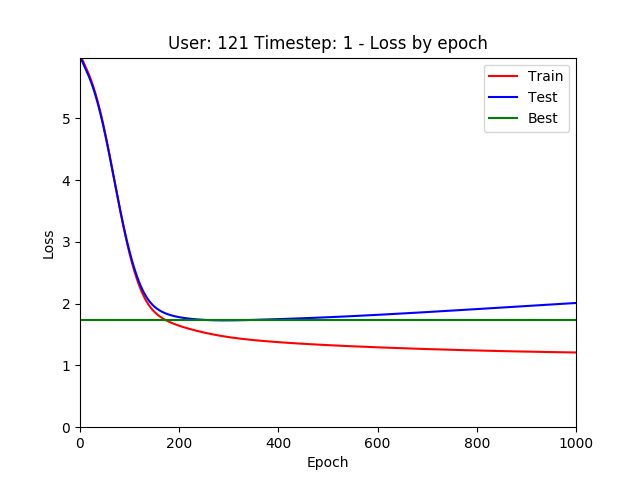 User: 121 Timestep: 1 - Loss by epoch
Train
Test
Best
Loss
5
4
3
2
1
0
0 200 400 600 800 1000
Epoch